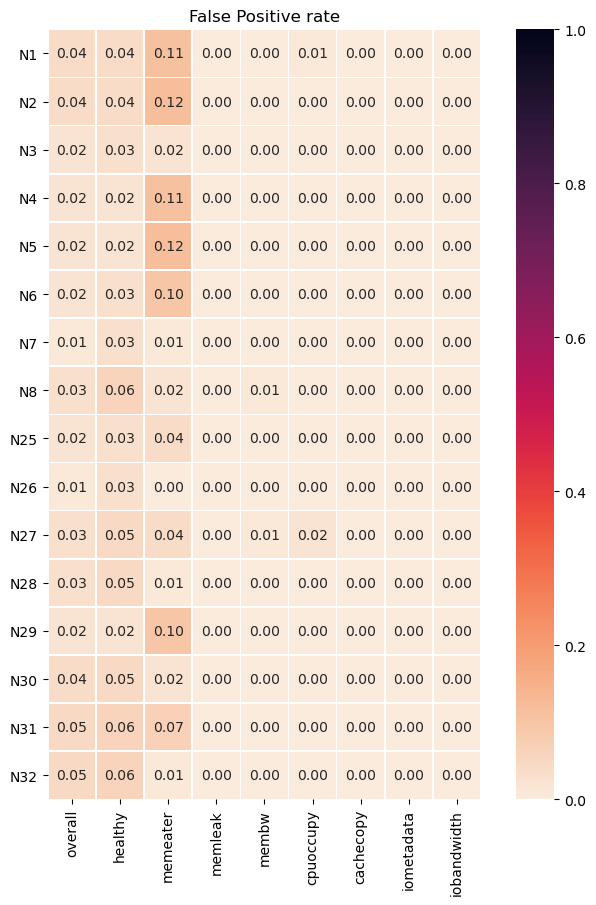 False Positive rate
N1 0.04 0.04 0.11 0.00 0.00 0.01 0.00 0.00 0.00
N2 0.04 0.04 0.12 0.00 0.00 0.00 0.00 0.00 0.00
N3 0.02 0.03 0.02 0.00 0.00 0.00 0.00 0.00 0.00
N4 0.02 0.02 0.11 0.00 0.00 0.00 0.00 0.00 0.00
N5 0.02 0.02 0.12 0.00 0.00 0.00 0.00 0.00 0.00
N6 0.02 0.03 0.10 0.00 0.00 0.00 0.00 0.00 0.00
N7 0.01 0.03 0.01 0.00 0.00 0.00 0.00 0.00 0.00
N8 0.03 0.06 0.02 0.00 0.01 0.00 0.00 0.00 0.00
N25 0.02 0.03 0.04 0.00 0.00 0.00 0.00 0.00 0.00
N26 0.01 0.03 0.00 0.00 0.00 0.00 0.00 0.00 0.00
N27 0.03 0.05 0.04 0.00 0.01 0.02 0.00 0.00 0.00
N28 0.03 0.05 0.01 0.00 0.00 0.00 0.00 0.00 0.00
N29 0.02 0.02 0.10 0.00 0.00 0.00 0.00 0.00 0.00
N30 0.04 0.05 0.02 0.00 0.00 0.00 0.00 0.00 0.00
N31 0.05 0.06 0.07 0.00 0.00 0.00 0.00 0.00 0.00
N32 0.05 0.06 0.01 0.00 0.00 0.00 0.00 0.00 0.00
overall
healthy
memeater
memleak
membw
cpuoccupy
cachecopy
iometadata
iobandwidth
1.0
0.8
0.6
0.4
0.2
0.0